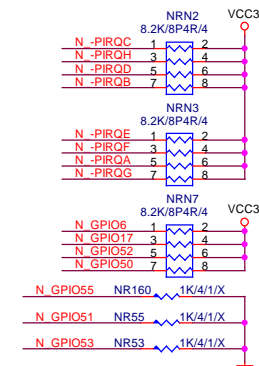 NRN2
8.2K/8P4R/4
VCC3
N_-PIRQC 1 2
N_-PIRQH 3 4
N_-PIRQD 5 6
N_-PIRQB 7 8
NRN3
8.2K/8P4R/4
N_-PIRQE 1 2
N_-PIRQF 3 4
N_-PIRQA 5 6
N_-PIRQG 7 8
NRN7
8.2K/8P4R/4
VCC3
N_GPIO6 1 2
N_GPIO17 3 4
N_GPIO52 5 6
N_GPIO50 7 8
N_GPIO55 NR160 1K/4/1/X
N_GPIO51 NR55 1K/4/1/X
N_GPIO53 NR53 1K/4/1/X